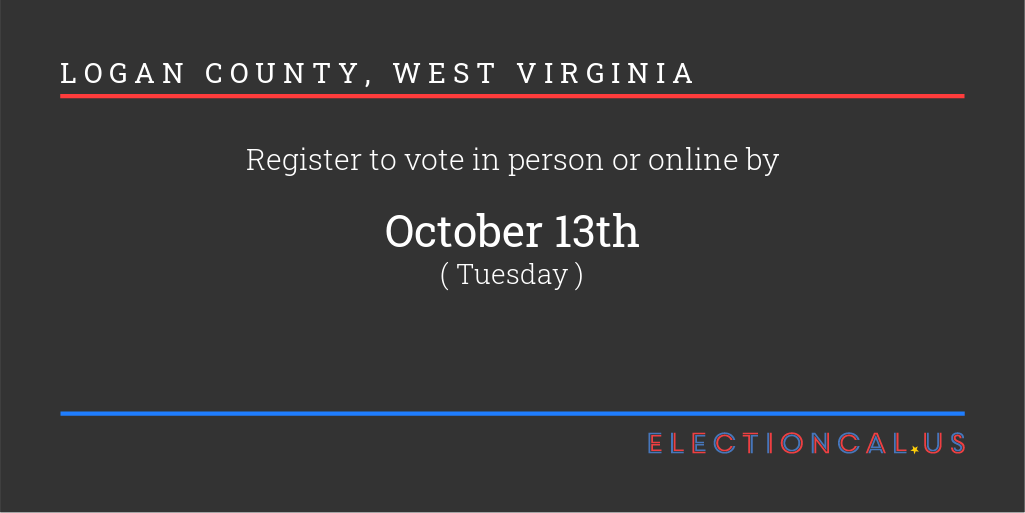 LOGAN COUNTY, WEST VIRGINIA
Register to vote in person or online by
October 13th
( Tuesday )
ELECTIONCAL.US